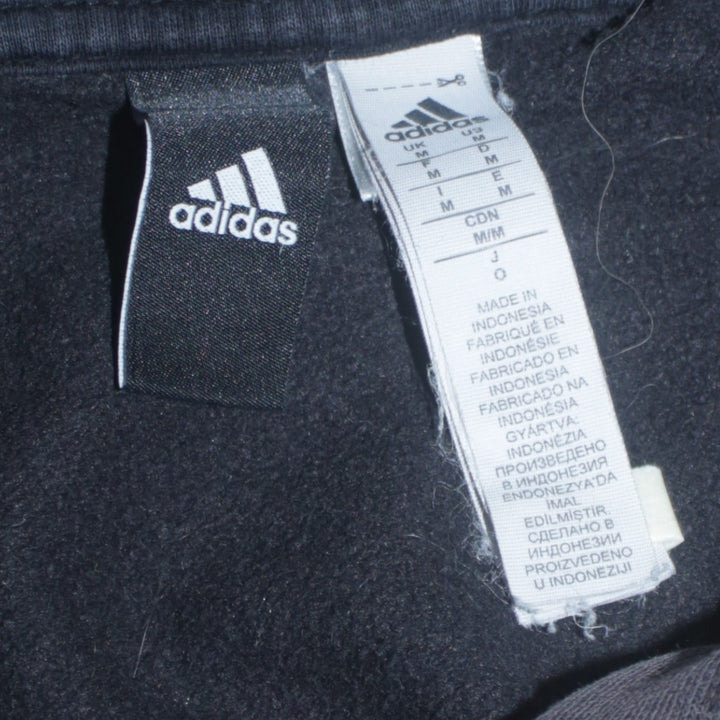 adidas
adidas
UK US
M M
F D
M M
I E
M M
CDN
M/M
J
O
MADE IN
INDONESIA
FABRIQUÉ EN
INDONÉSIE
FABRICADO EN
INDONESIA
FABRICADO NA
INDONÉSIA
GYÁRTVA:
INDONÉZIA
ПРОИЗВЕДЕНО
В ИНДОНЕЗИЯ
ENDONEZYA'DA
IMAL
EDİLMİŞTİR.
СДЕЛАНО В
ИНДОНЕЗИИ
PROIZVEDENO
U INDONEZIJI